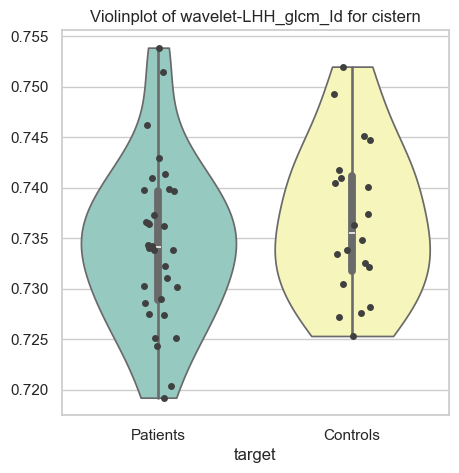 Violinplot of wavelet-LHH_glcm_Id for cistern
0.755
0.750
0.745
0.740
0.735
0.730
0.725
0.720
Patients Controls
target